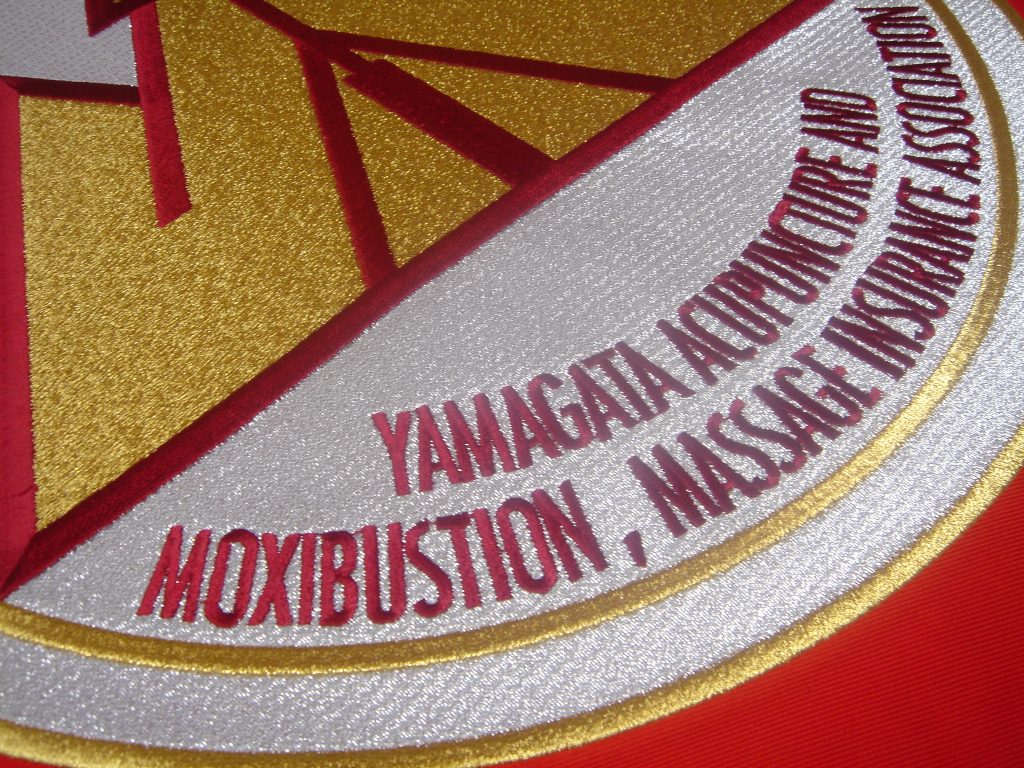 YAMAGATA ACUPUNCTURE AND
MOXIBUSTION , MASSAGE INSURANCE ASSOCIATION